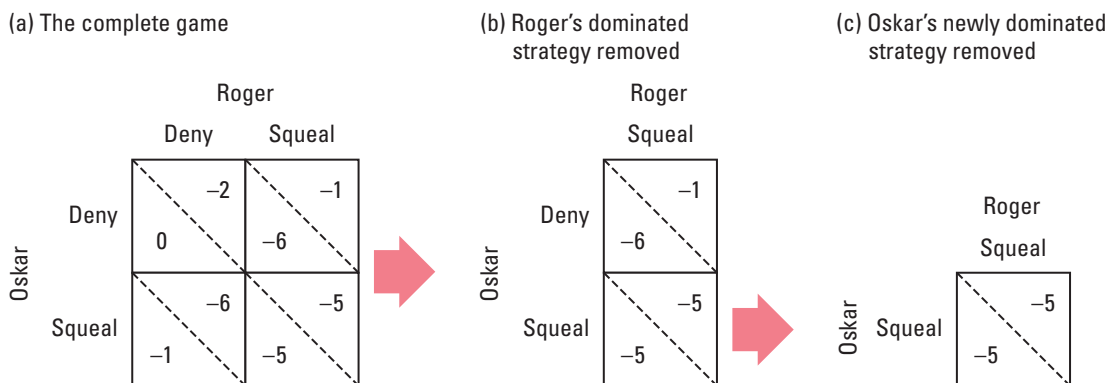 (a) The complete game
Roger
Deny Squeal
Oskar
Deny
–2
0
–1
–6
Squeal
–6
–1
–5
–5
(b) Roger's dominated
strategy removed
Roger
Squeal
Oskar
Deny
–1
–6
Squeal
–5
–5
(c) Oskar's newly dominated
strategy removed
Roger
Squeal
Oskar
Squeal
–5
–5